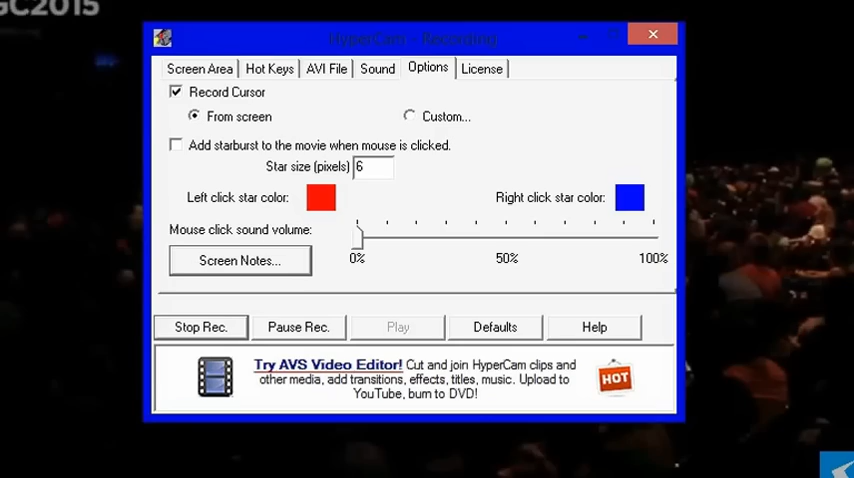 GC2015
HyperCam - Recording
Screen Area Hot Keys AVI File Sound Options License
Record Cursor
From screen Custom...
Add starburst to the movie when mouse is clicked.
Star size (pixels) 6
Left click star color: Right click star color:
Mouse click sound volume:
0% 50% 100%
Screen Notes...
Stop Rec. Pause Rec. Play Defaults Help
Try AVS Video Editor! Cut and join HyperCam clips and
other media, add transitions, effects, titles, music. Upload to
YouTube, burn to DVD!
HOT